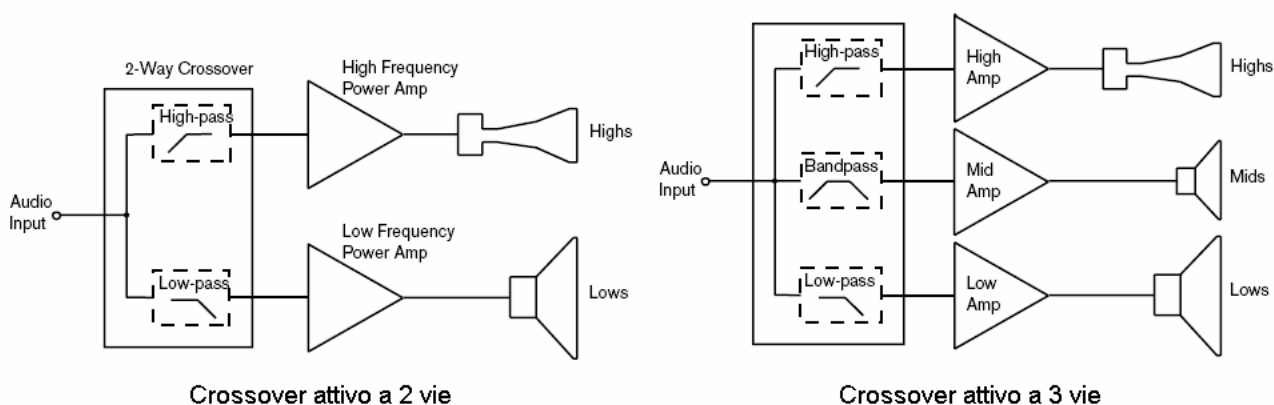 2-Way Crossover
High Frequency
Power Amp
High-pass
Highs
Audio
Input
Low Frequency
Power Amp
Low-pass
Lows
Crossover attivo a 2 vie
High-pass
High
Amp
Highs
Audio
Input
Bandpass
Mid
Amp
Mids
Low-pass
Low
Amp
Lows
Crossover attivo a 3 vie